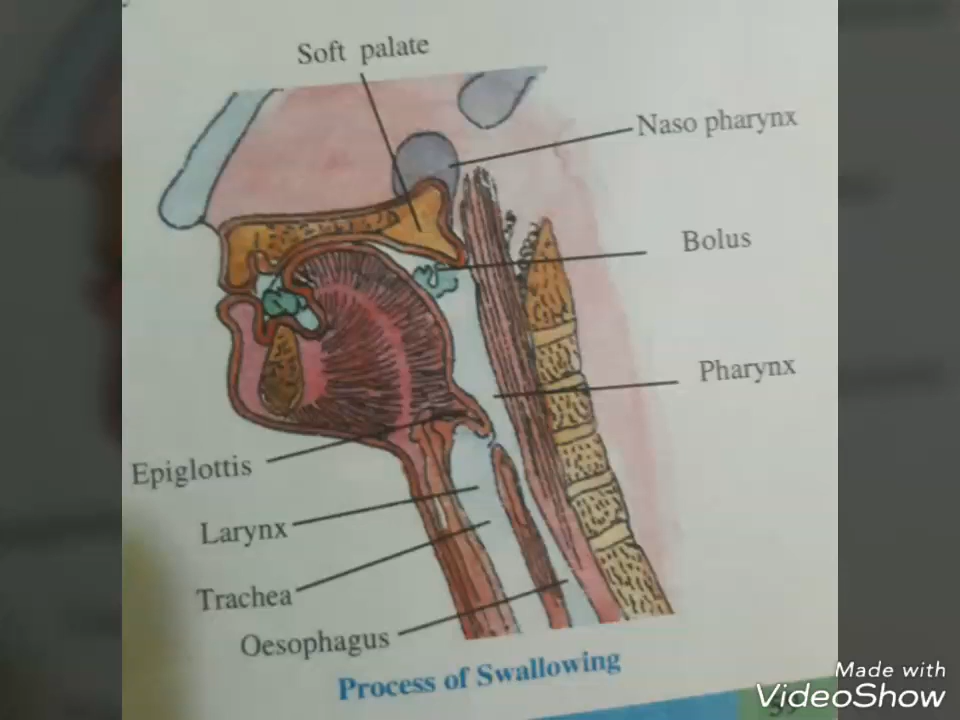 Soft palate
Naso pharynx
Bolus
Pharynx
Epiglottis
Larynx
Trachea
Oesophagus
Process of Swallowing
Made with
VideoShow